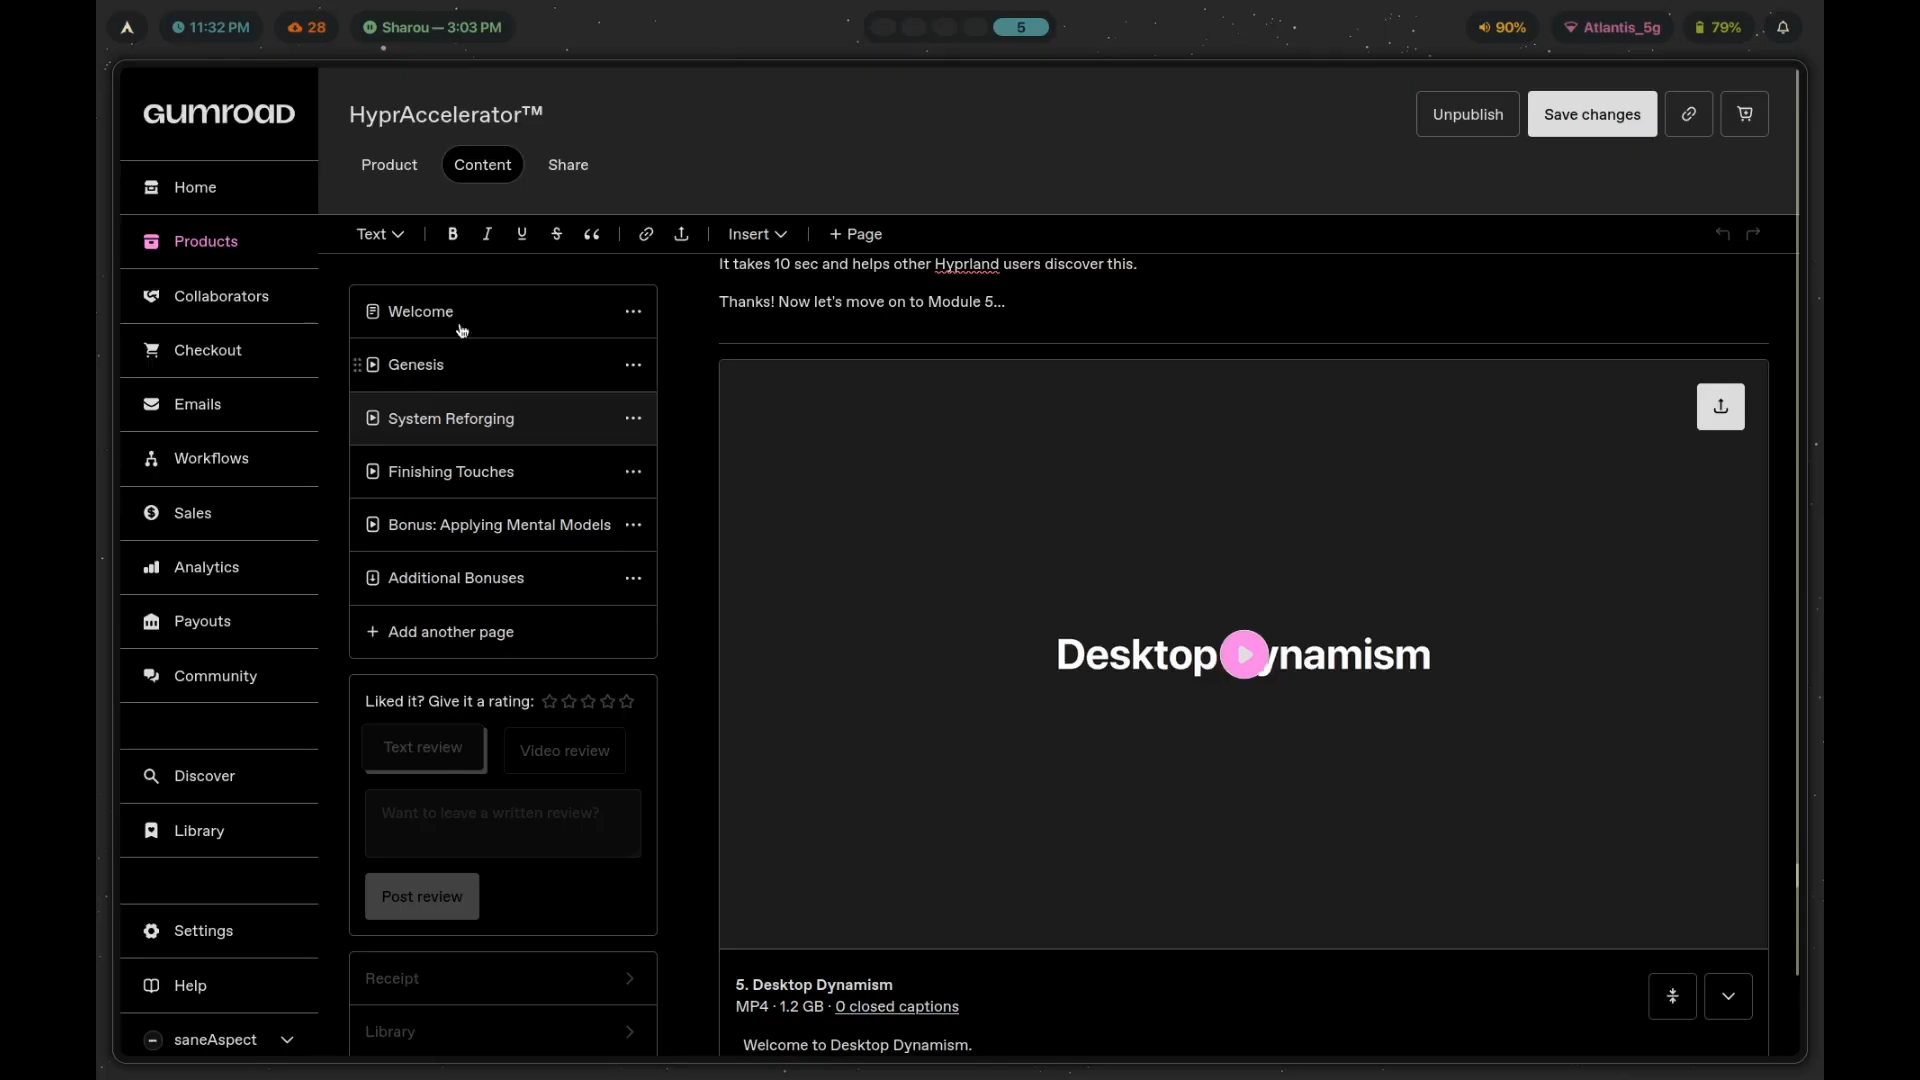 11:32 PM
28
Sharou — 3:03 PM
5
90%
Atlantis_5g
79%
GUMROAD
Home
Products
Collaborators
Checkout
Emails
Workflows
Sales
Analytics
Payouts
Community
Discover
Library
Settings
Help
saneAspect
HyprAccelerator™
Unpublish
Save changes
Product
Content
Share
Text
B
I
U
S
Insert
+ Page
Welcome
Genesis
System Reforging
Finishing Touches
Bonus: Applying Mental Models
Additional Bonuses
+ Add another page
Liked it? Give it a rating:
Text review
Video review
Want to leave a written review?
Post review
Receipt
Library
It takes 10 sec and helps other Hyprland users discover this.
Thanks! Now let's move on to Module 5...
Desktop ynamism
5. Desktop Dynamism
MP4 · 1.2 GB · 0 closed captions
Welcome to Desktop Dynamism.